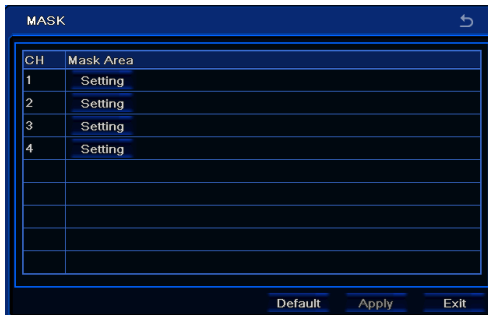 MASK
CH Mask Area
1 Setting
2 Setting
3 Setting
4 Setting
Default Apply Exit